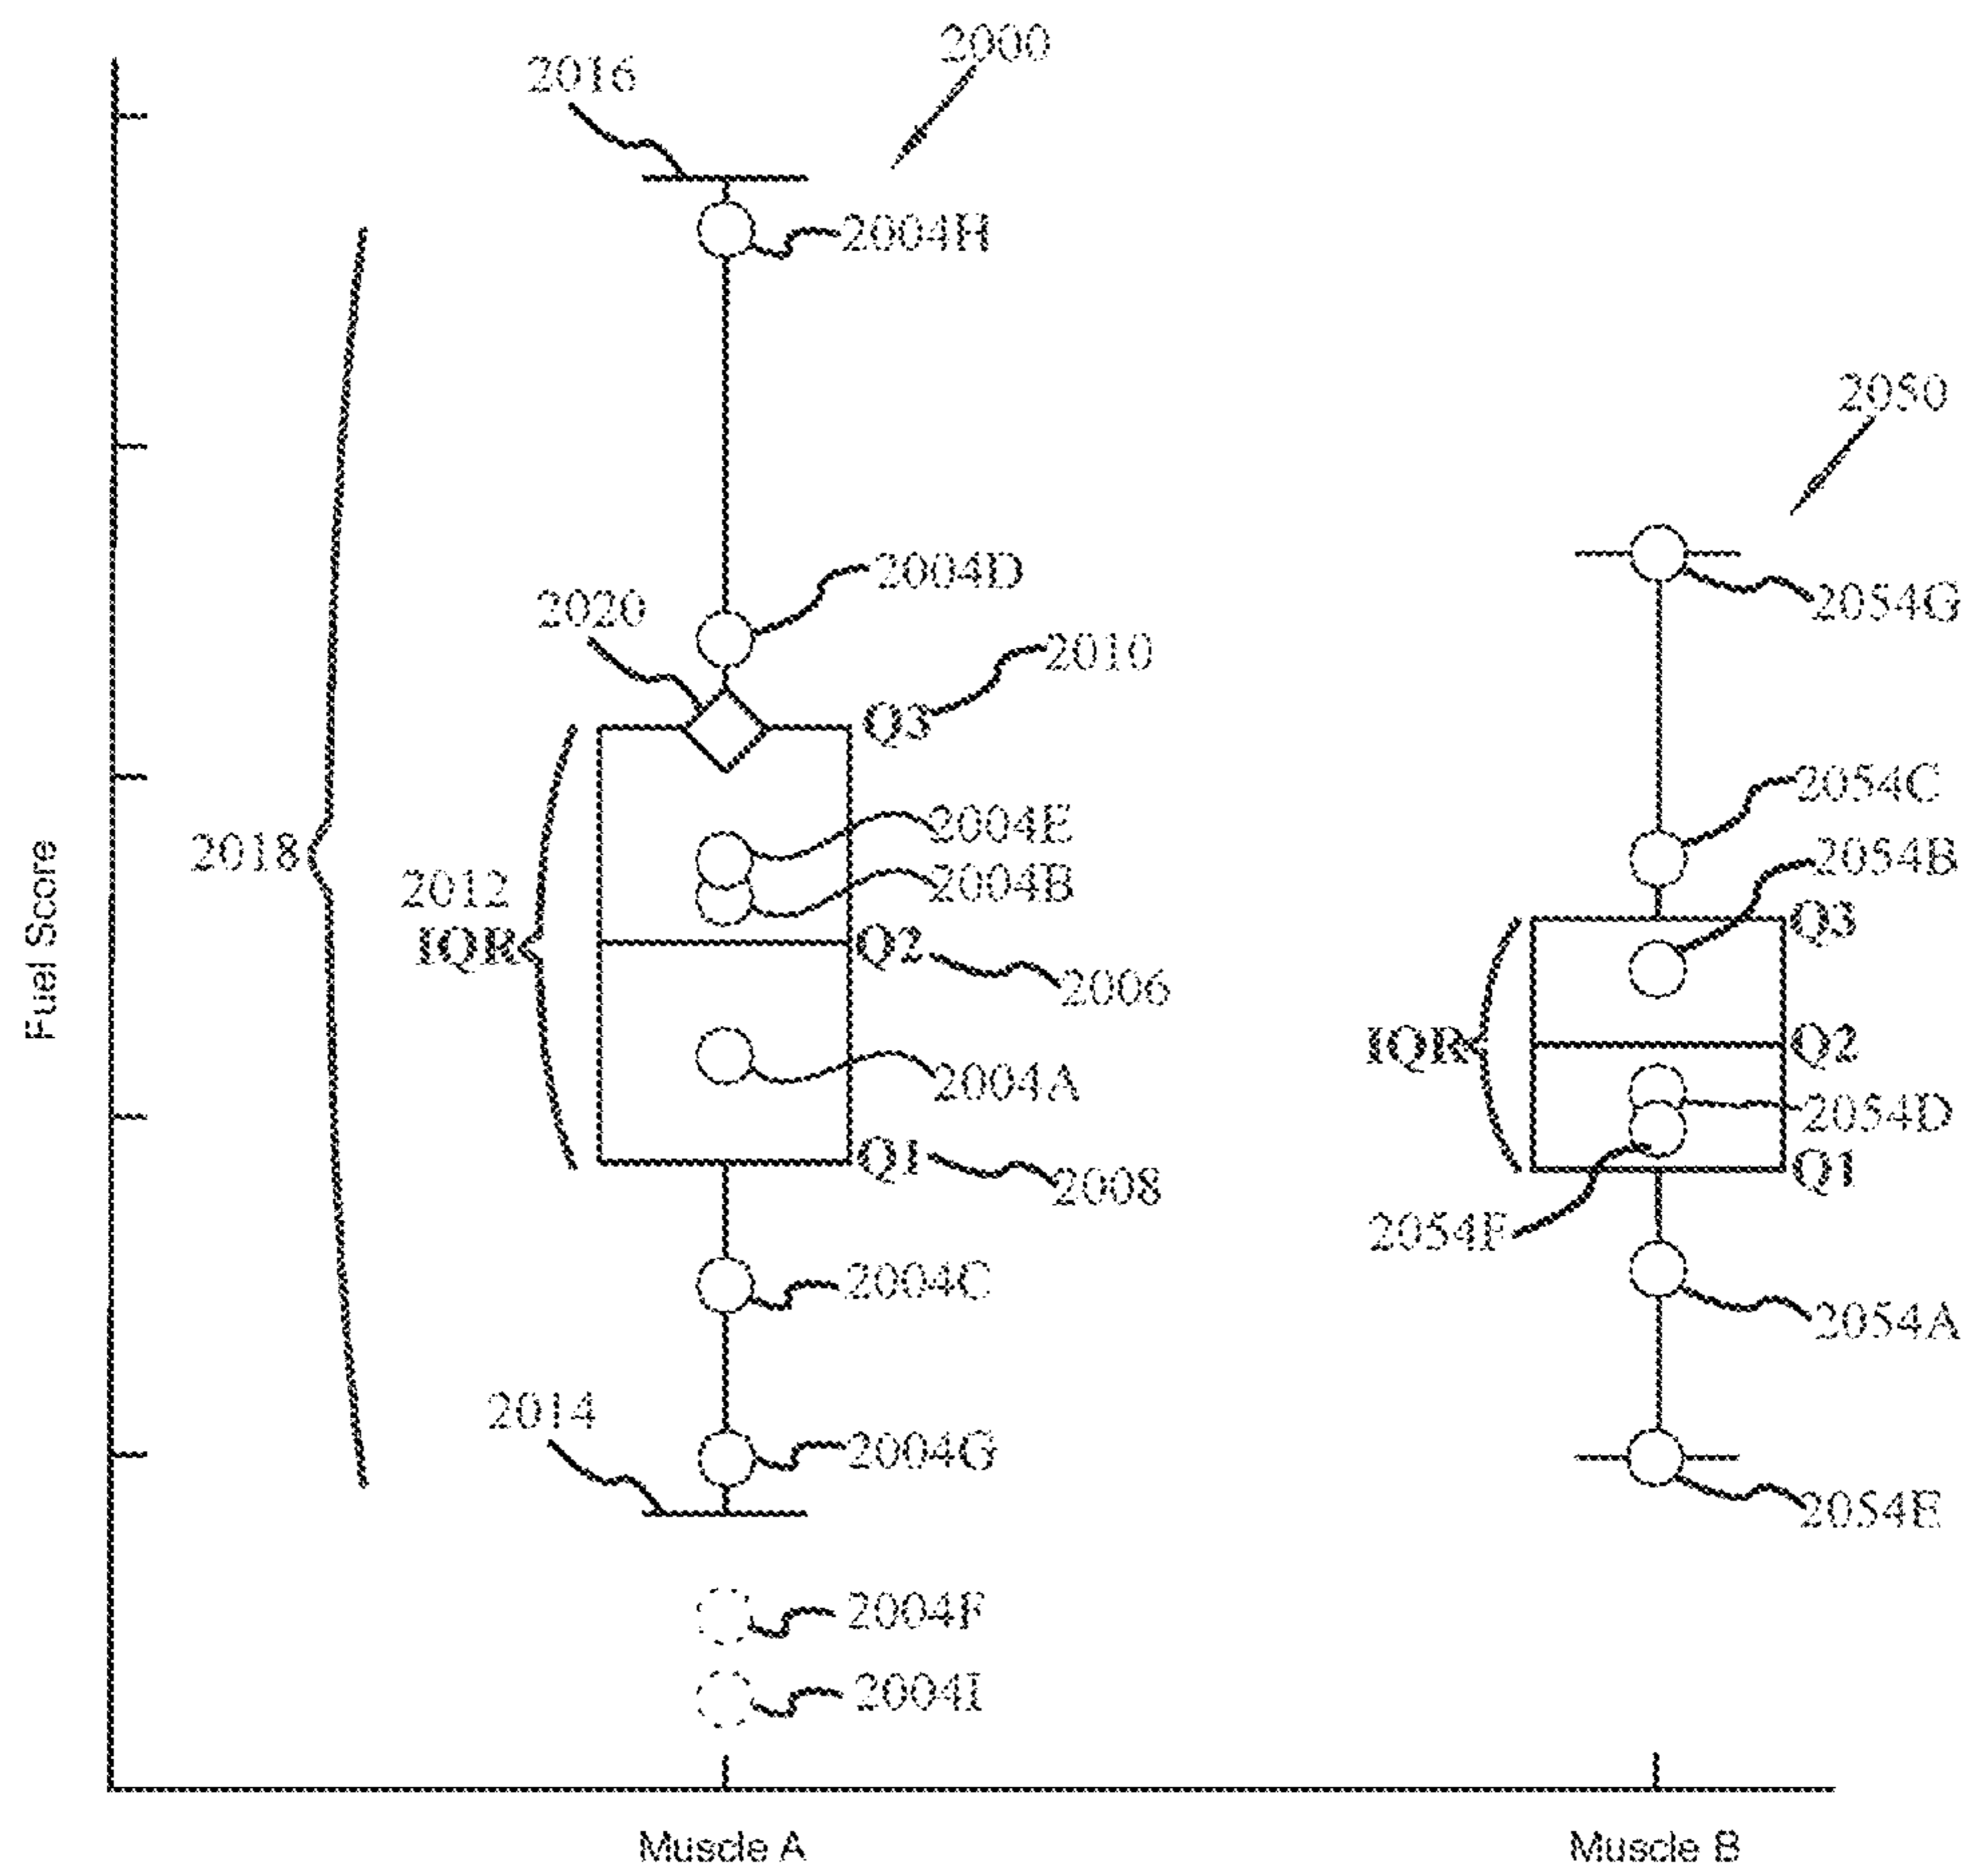 2000
2016
2004H
2050
2004D
2020
2054G
2010
Q3
2054C
2004E
2018
2054B
2004B
2012
IQR
Q3
Q2
2006
IQR
Q2
2004A
2054D
Q1
Q1
2008
2054F
2004C
2054A
2014
2004G
2054E
2004F
2004I
Fuel Score
Muscle A
Muscle B